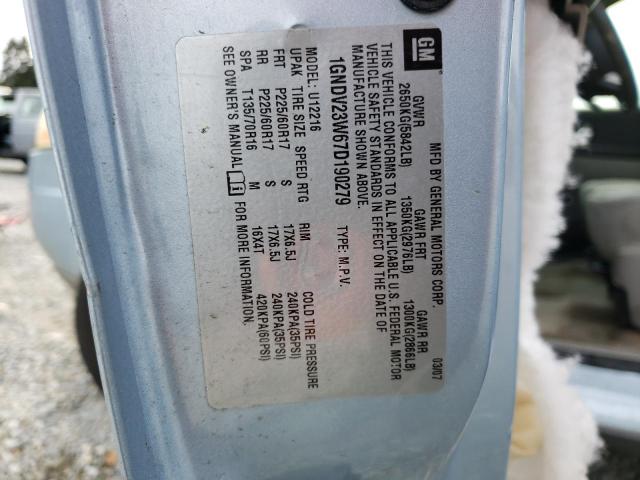 GM
MFD BY GENERAL MOTORS CORP. 03/07
GVWR GAWR FRT GAWR RR
2650KG(5842LB) 1350KG(2976LB) 1300KG(2866LB)
THIS VEHICLE CONFORMS TO ALL APPLICABLE U.S. FEDERAL MOTOR
VEHICLE SAFETY STANDARDS IN EFFECT ON THE DATE OF
MANUFACTURE SHOWN ABOVE.
1GNDV23W67D190279 TYPE: M.P.V.
MODEL: U12216
UPAK TIRE SIZE SPEED RTG RIM COLD TIRE PRESSURE
FRT P225/60R17 S 17X6.5J 240KPA(35PSI)
RR P225/60R17 S 17X6.5J 240KPA(35PSI)
SPA T135/70R16 M 16X4T 420KPA(60PSI)
SEE OWNER'S MANUAL FOR MORE INFORMATION.